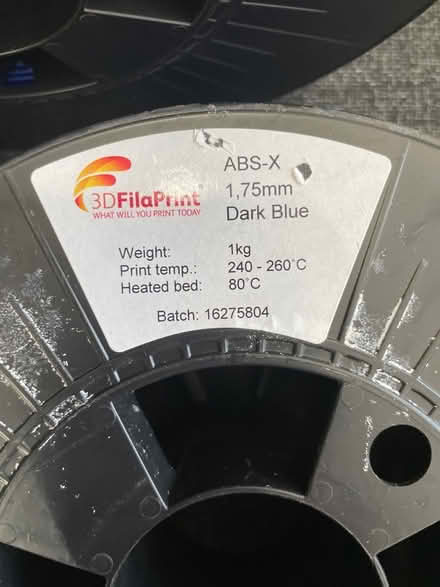 3DFilaPrint
WHAT WILL YOU PRINT TODAY
ABS-X
1,75mm
Dark Blue
Weight: 1kg
Print temp.: 240 - 260°C
Heated bed: 80°C
Batch: 16275804